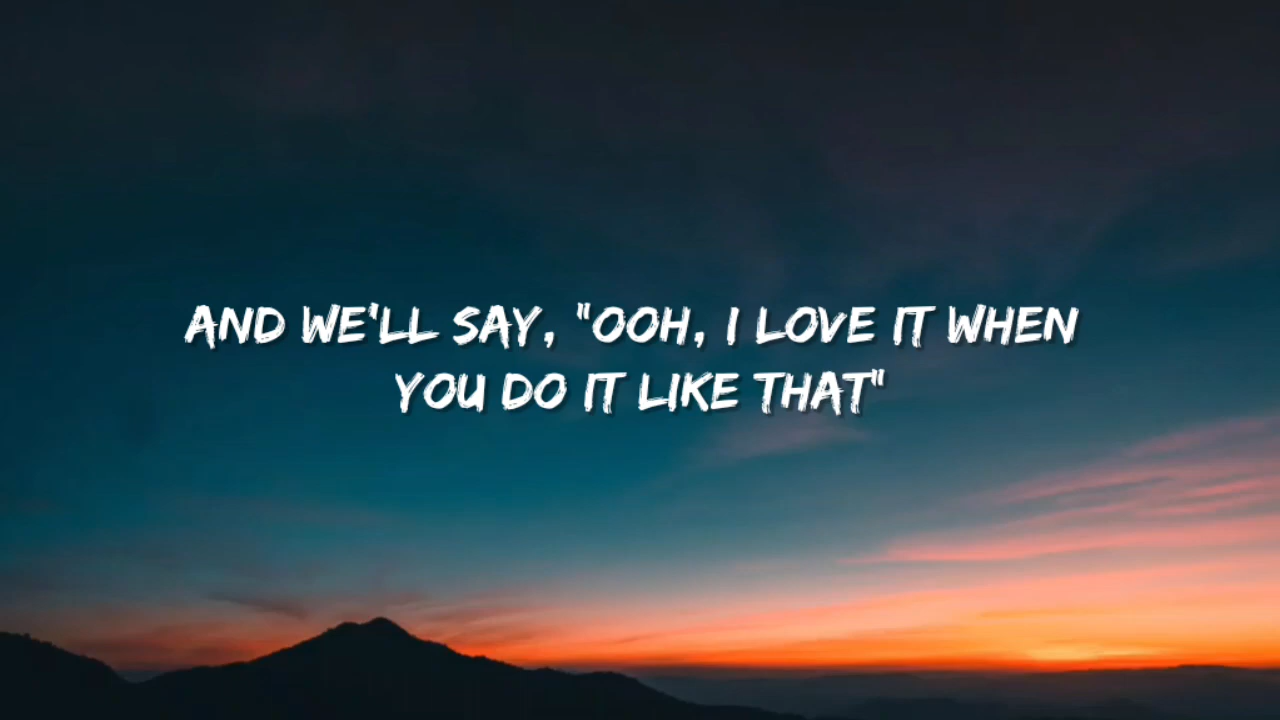 AND WE'LL SAY, "OOH, I LOVE IT WHEN
YOU DO IT LIKE THAT"